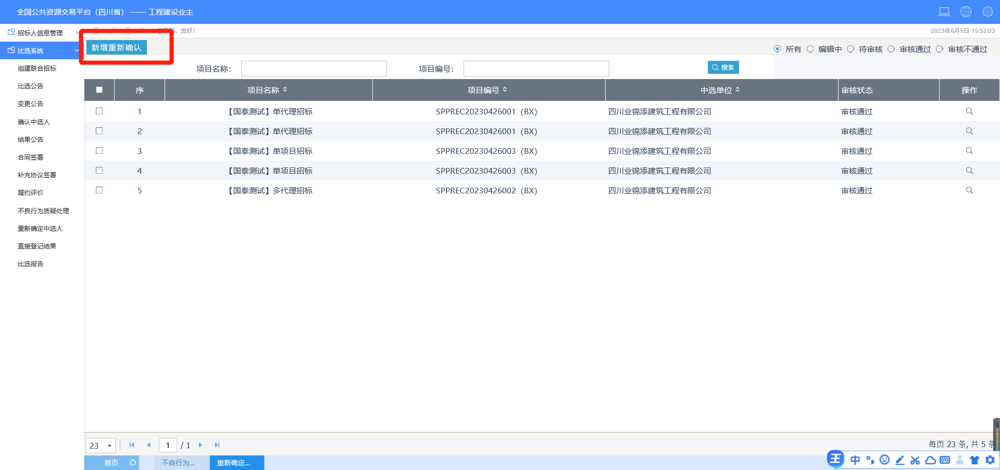 全国公共资源交易平台（四川省） —— 工程建设业主
您好！
2023年6月5日 15:52:03
招标人信息管理
比选系统
组建联合招标
比选公告
变更公告
确认中选人
结果公告
合同签署
补充协议签署
履约评价
不良行为质疑处理
重新确定中选人
直接登记结果
比选报告
新增重新确认
所有 编辑中 待审核 审核通过 审核不通过
项目名称： 项目编号： 搜索
序 项目名称 项目编号 中选单位 审核状态 操作
1 【国泰测试】单代理招标 SPPREC20230426001（BX） 四川业锦添建筑工程有限公司 审核通过
2 【国泰测试】单代理招标 SPPREC20230426001（BX） 四川业锦添建筑工程有限公司 审核通过
3 【国泰测试】单项目招标 SPPREC20230426003（BX） 四川业锦添建筑工程有限公司 审核通过
4 【国泰测试】单项目招标 SPPREC20230426003（BX） 四川业锦添建筑工程有限公司 审核通过
5 【国泰测试】多代理招标 SPPREC20230426002（BX） 四川业锦添建筑工程有限公司 审核通过
23 1 / 1 每页 23 条, 共 5 条
首页 不良行为... 重新确定...
王 中